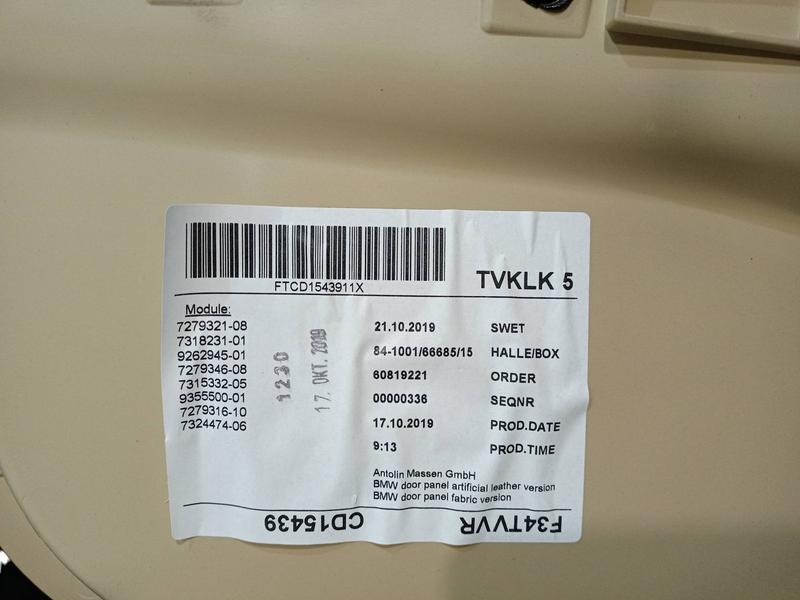 FTCD1543911X
TVKLK 5
Module:
7279321-08
7318231-01
9262945-01
7279346-08
7315332-05
9355500-01
7279316-10
7324474-06
1230
17. OKT. 2019
21.10.2019 SWET
84-1001/66685/15 HALLE/BOX
60819221 ORDER
00000336 SEQNR
17.10.2019 PROD.DATE
9:13 PROD.TIME
Antolin Massen GmbH
BMW door panel artificial leather version
BMW door panel fabric version
F34TVVR CD15439